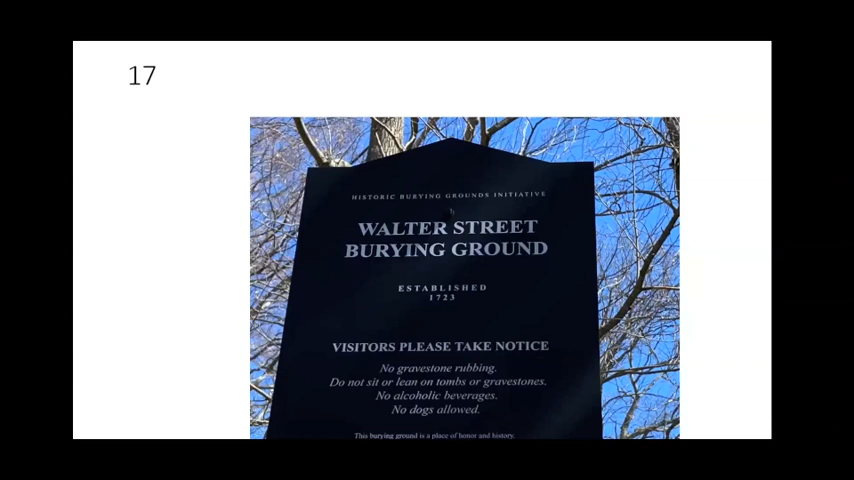 17
HISTORIC BURYING GROUNDS INITIATIVE
WALTER STREET
BURYING GROUND
ESTABLISHED
1723
VISITORS PLEASE TAKE NOTICE
No gravestone rubbing.
Do not sit or lean on tombs or gravestones.
No alcoholic beverages.
No dogs allowed.
This burying ground is a place of honor and history.